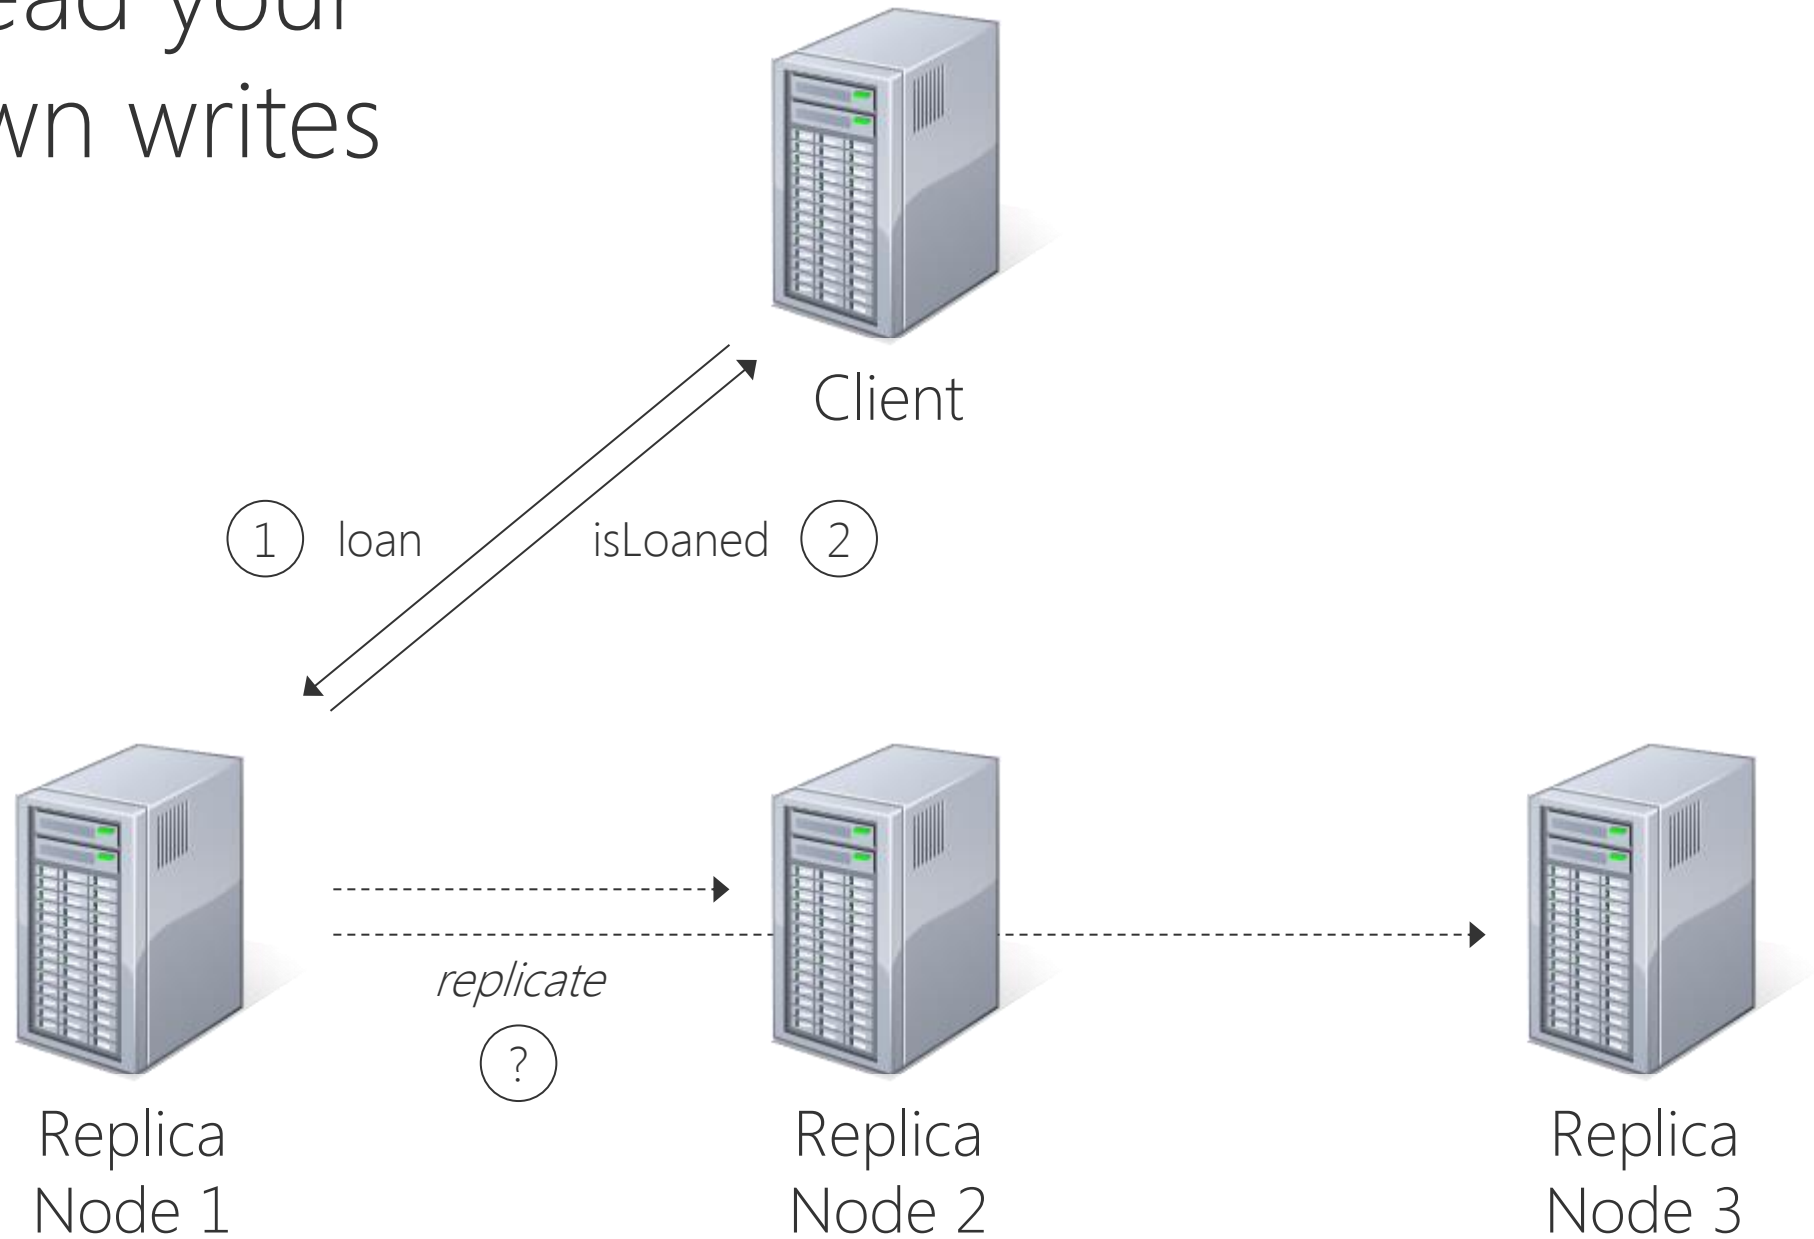 ead your
wn writes
Client
1 loan isLoaned 2
replicate
?
Replica Replica Replica
Node 1 Node 2 Node 3